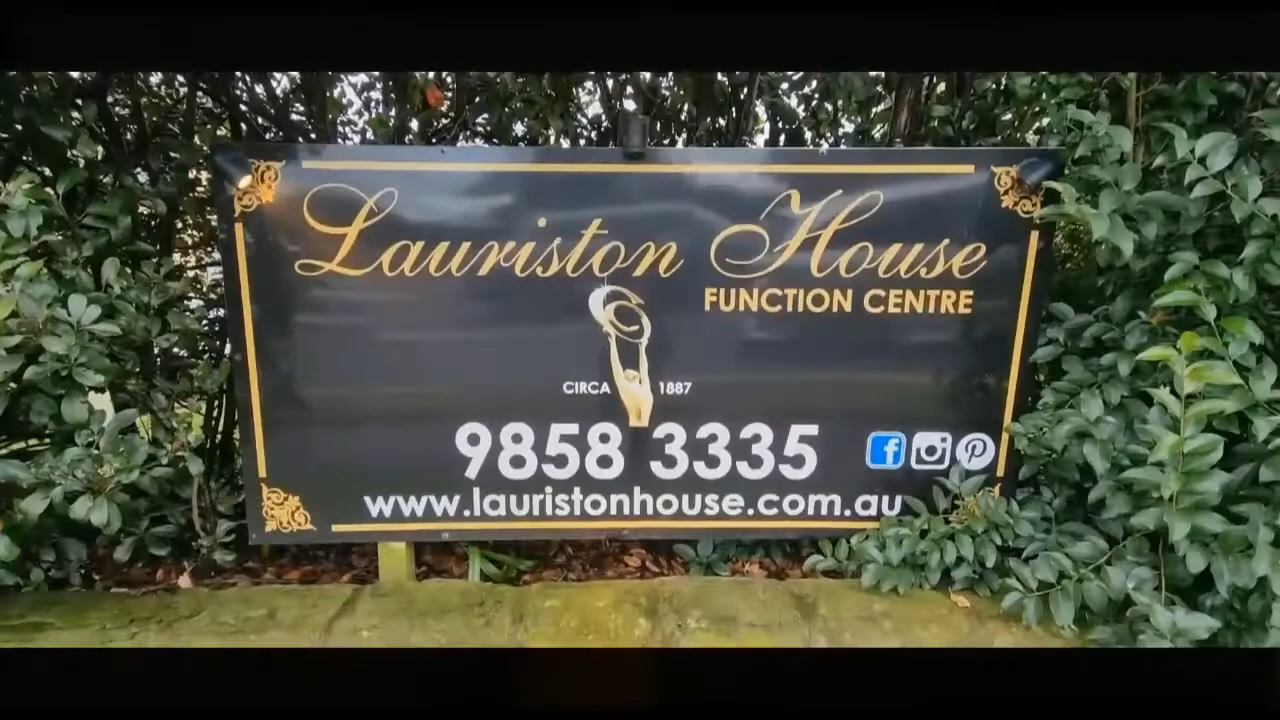 Lauriston House
FUNCTION CENTRE
CIRCA 1887
9858 3335
www.lauristonhouse.com.au